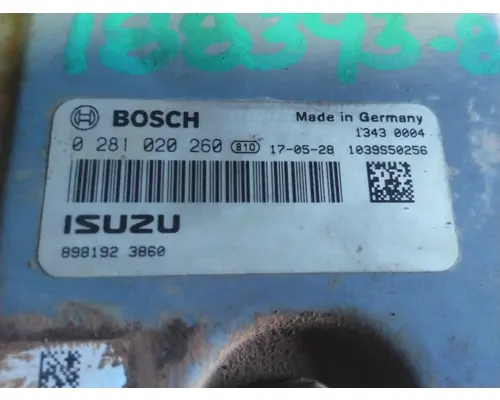 188393-8
BOSCH Made in Germany
1343 0004
0 281 020 260 810 17-05-28 1039S50256
ISUZU
898192 3860